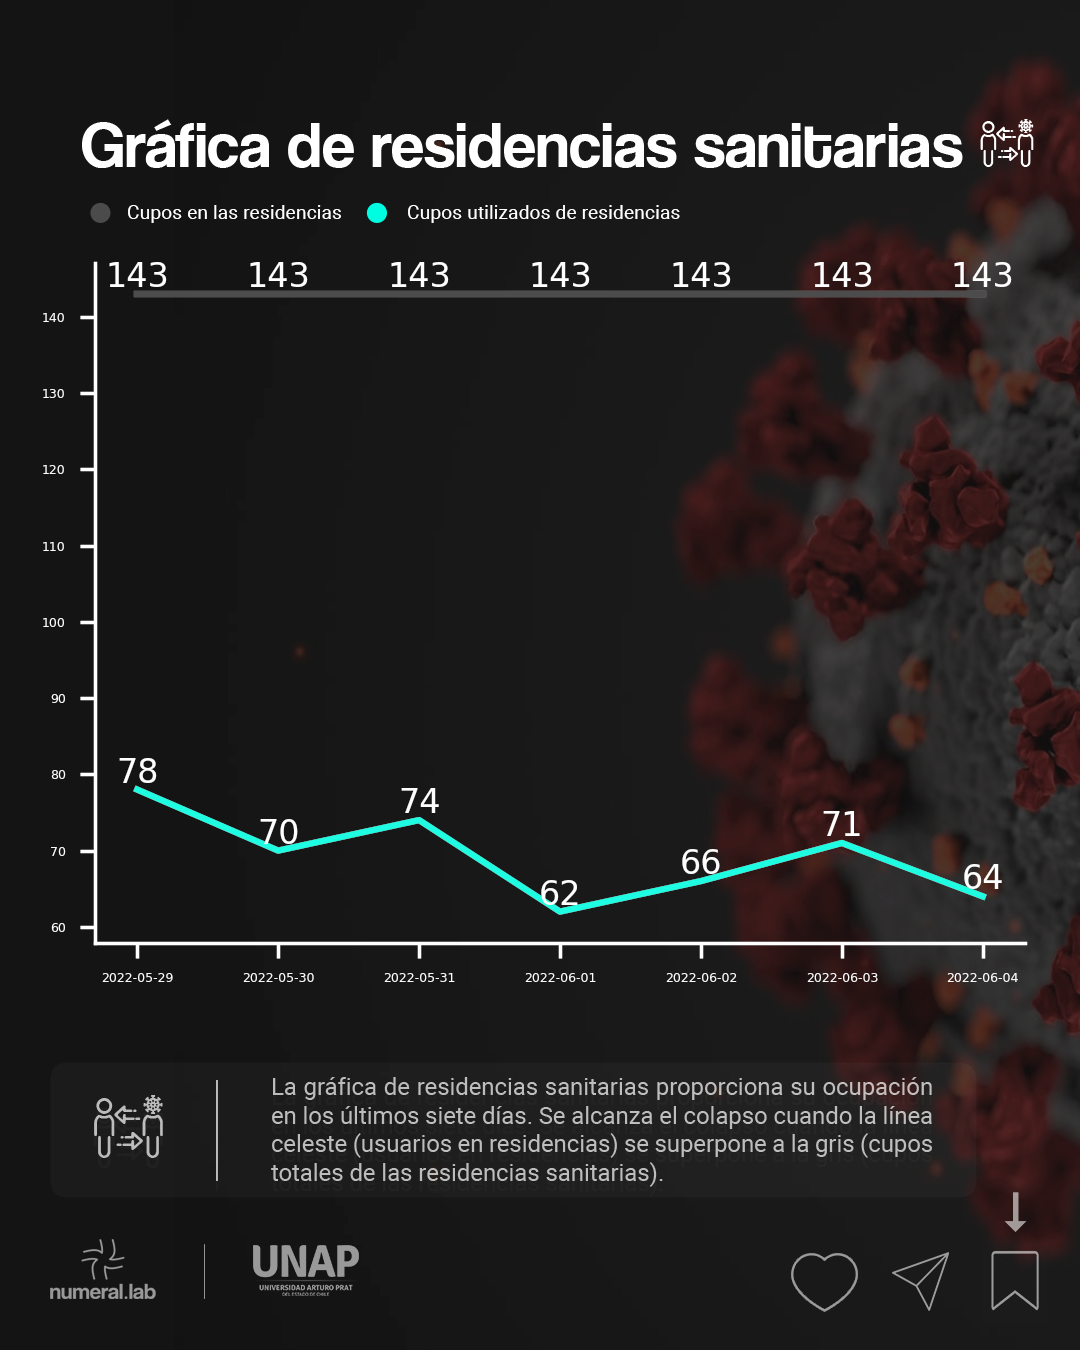 Gráfica de residencias sanitarias
Cupos en las residencias
Cupos utilizados de residencias
143 143 143 143 143 143 143
140
130
120
110
100
90
80
70
60
78 70 74 62 66 71 64
2022-05-29 2022-05-30 2022-05-31 2022-06-01 2022-06-02 2022-06-03 2022-06-04
La gráfica de residencias sanitarias proporciona su ocupación
en los últimos siete días. Se alcanza el colapso cuando la línea
celeste (usuarios en residencias) se superpone a la gris (cupos
totales de las residencias sanitarias).
numeral.lab
UNAP
UNIVERSIDAD ARTURO PRAT
DEL ESTADO DE CHILE